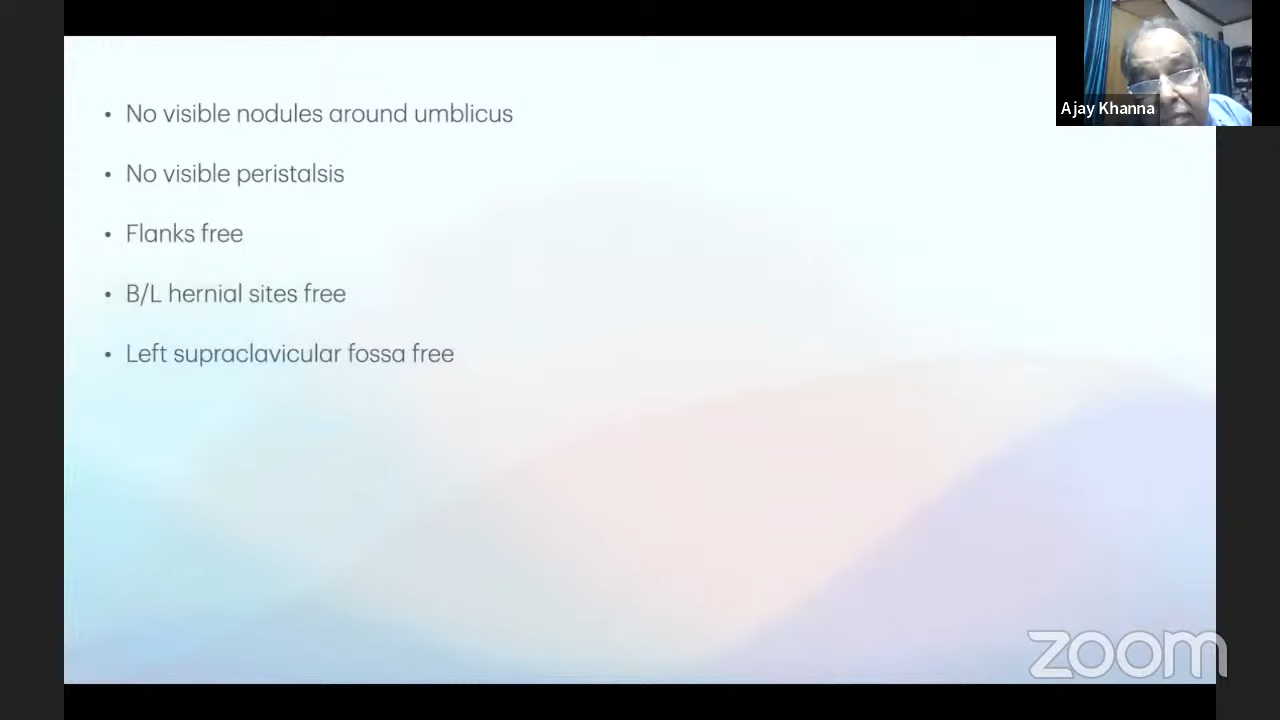 • No visible nodules around umblicus
• No visible peristalsis
• Flanks free
• B/L hernial sites free
• Left supraclavicular fossa free
Ajay Khanna
zoom